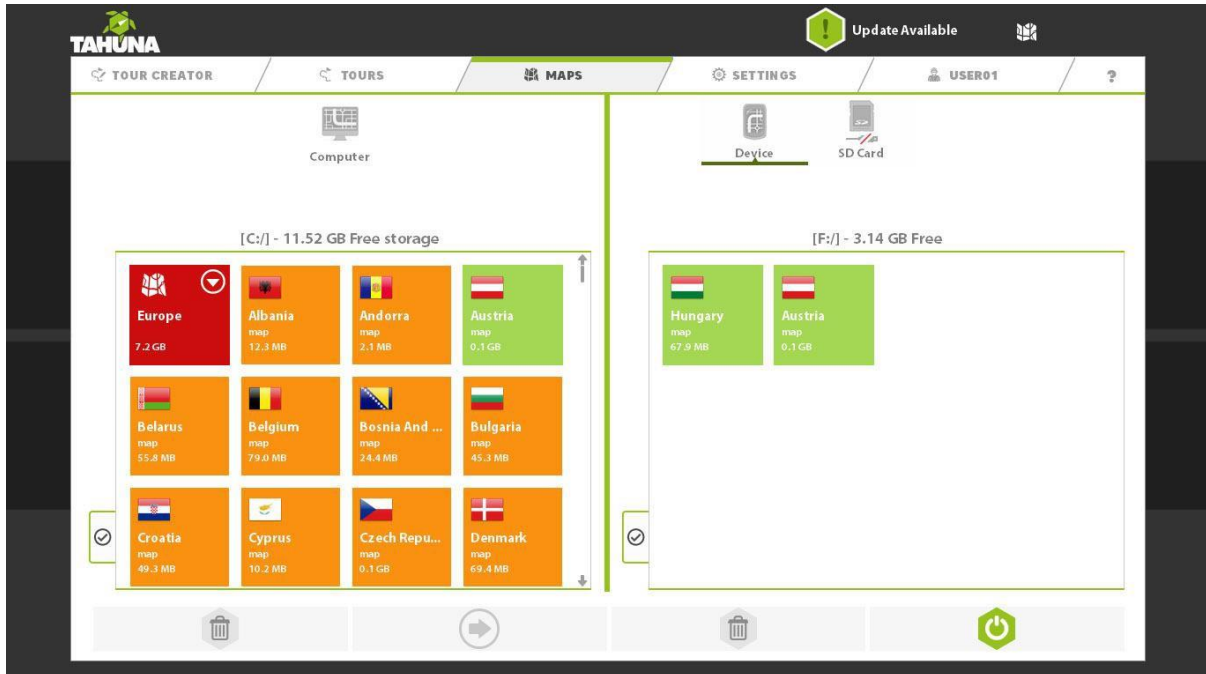 TAHUNA
! Update Available
TOUR CREATOR
TOURS
MAPS
SETTINGS
USER01
?
Computer
Device
SD Card
[C:/] - 11.52 GB Free storage
[F:/] - 3.14 GB Free
Europe
7.2 GB
Albania
map
12.3 MB
Andorra
map
2.1 MB
Austria
map
0.1 GB
Belarus
map
55.8 MB
Belgium
map
79.0 MB
Bosnia And ...
map
24.4 MB
Bulgaria
map
45.3 MB
Croatia
map
49.3 MB
Cyprus
map
10.2 MB
Czech Repu...
map
0.1 GB
Denmark
map
69.4 MB
Hungary
map
67.9 MB
Austria
map
0.1 GB